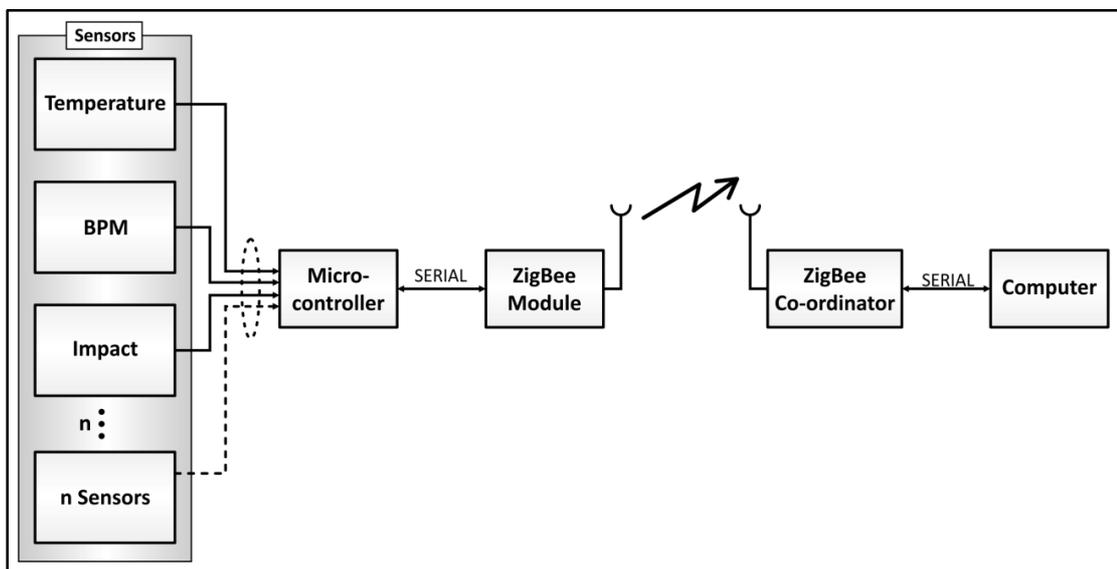 Sensors
Temperature
BPM
Impact
n
n Sensors
Micro-
controller
SERIAL
ZigBee
Module
ZigBee
Co-ordinator
SERIAL
Computer